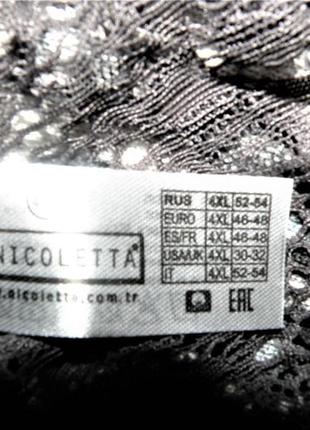 NICOLETTA®
.nicoletta.com.tr.
RUS 4XL 52-54
EURO 4XL 46-48
ES/FR 4XL 46-48
USA/UK 4XL 30-32
IT 4XL 52-54
EAC